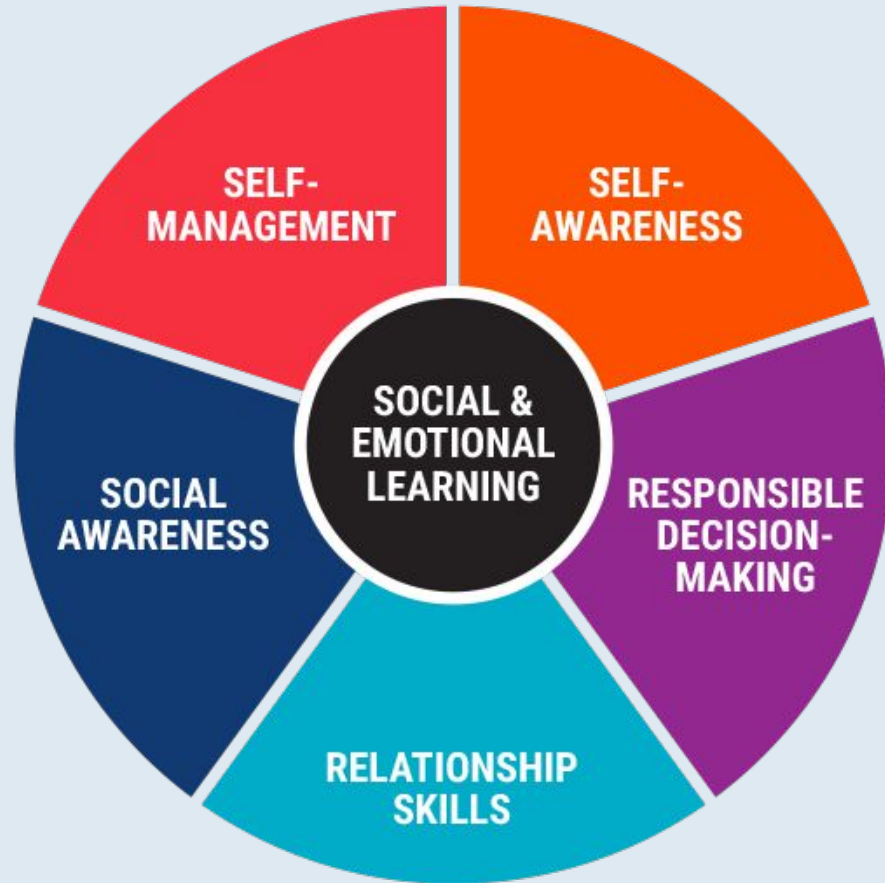 SELF-
MANAGEMENT
SELF-
AWARENESS
SOCIAL &
EMOTIONAL
LEARNING
SOCIAL
AWARENESS
RESPONSIBLE
DECISION-
MAKING
RELATIONSHIP
SKILLS